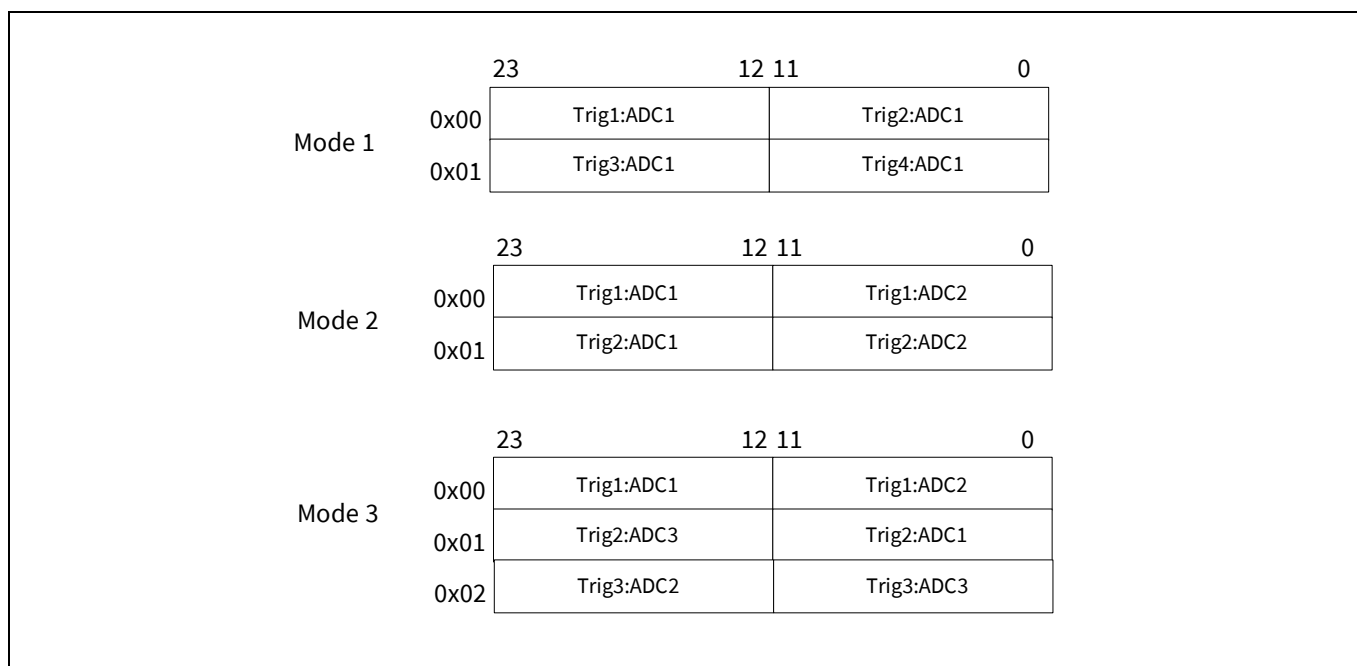 23 12 11 0
Mode 1
0x00 Trig1:ADC1 Trig2:ADC1
0x01 Trig3:ADC1 Trig4:ADC1
23 12 11 0
Mode 2
0x00 Trig1:ADC1 Trig1:ADC2
0x01 Trig2:ADC1 Trig2:ADC2
23 12 11 0
Mode 3
0x00 Trig1:ADC1 Trig1:ADC2
0x01 Trig2:ADC3 Trig2:ADC1
0x02 Trig3:ADC2 Trig3:ADC3